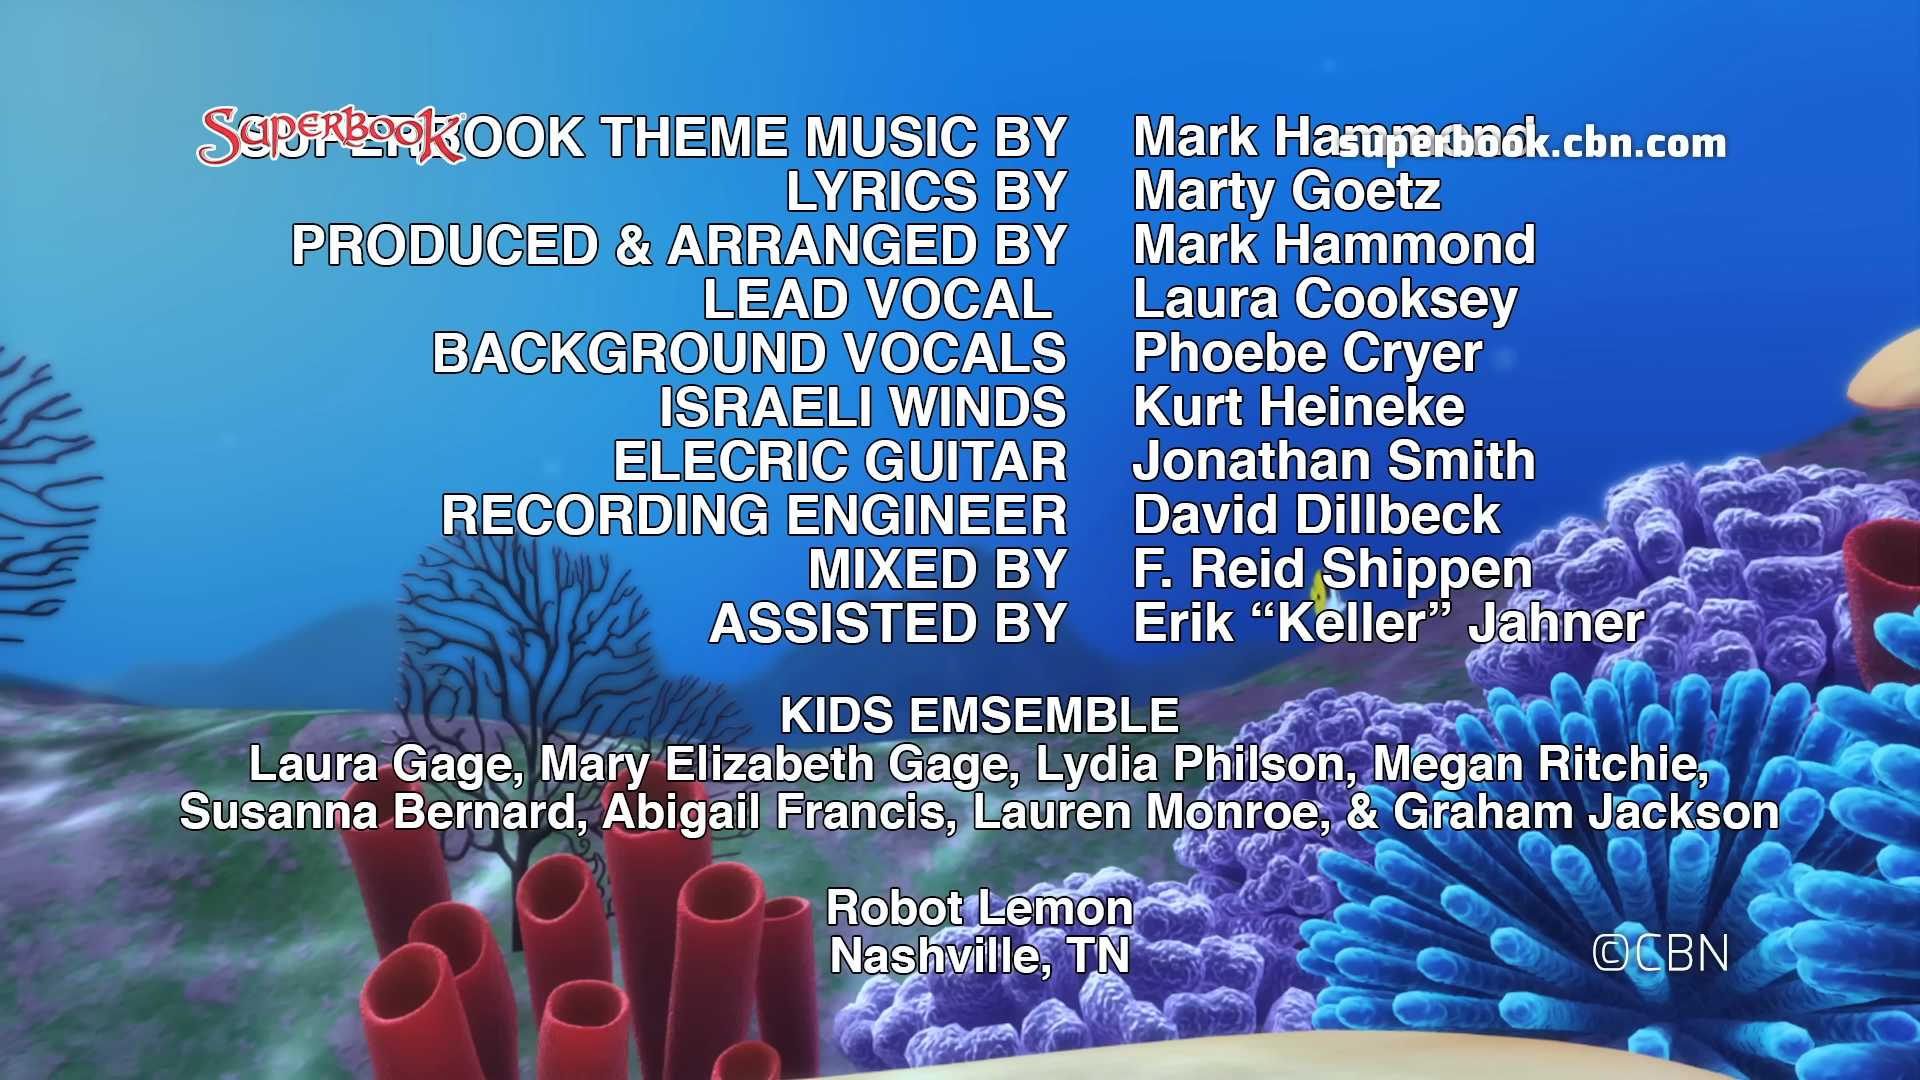 Superbook
SUPERBOOK THEME MUSIC BY Mark Hammond
superbook.cbn.com
LYRICS BY Marty Goetz
PRODUCED & ARRANGED BY Mark Hammond
LEAD VOCAL Laura Cooksey
BACKGROUND VOCALS Phoebe Cryer
ISRAELI WINDS Kurt Heineke
ELECRIC GUITAR Jonathan Smith
RECORDING ENGINEER David Dillbeck
MIXED BY F. Reid Shippen
ASSISTED BY Erik “Keller” Jahner
KIDS EMSEMBLE
Laura Gage, Mary Elizabeth Gage, Lydia Philson, Megan Ritchie,
Susanna Bernard, Abigail Francis, Lauren Monroe, & Graham Jackson
Robot Lemon
Nashville, TN
©CBN